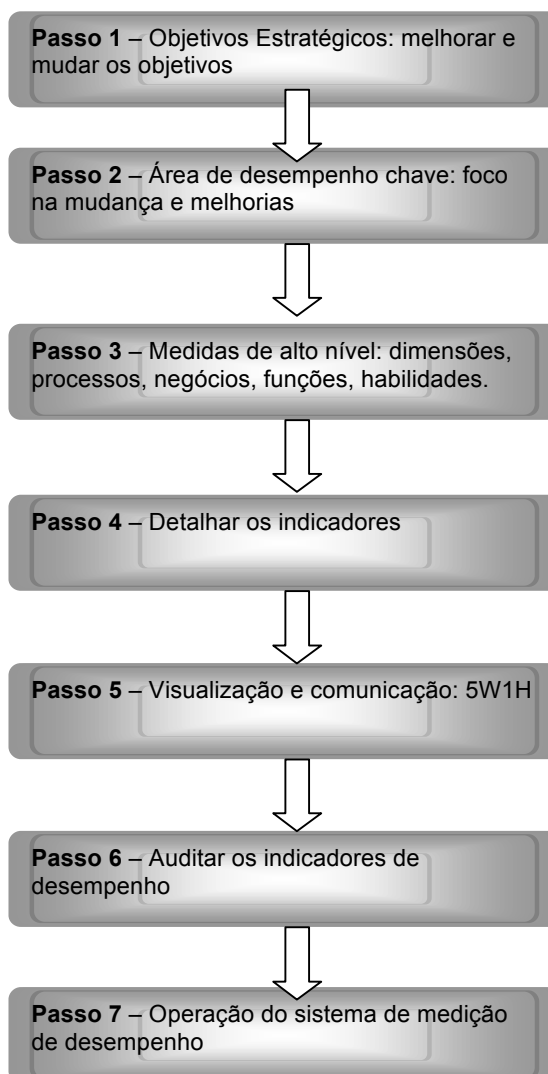 Passo 1 – Objetivos Estratégicos: melhorar e
mudar os objetivos
Passo 2 – Área de desempenho chave: foco
na mudança e melhorias
Passo 3 – Medidas de alto nível: dimensões,
processos, negócios, funções, habilidades.
Passo 4 – Detalhar os indicadores
Passo 5 – Visualização e comunicação: 5W1H
Passo 6 – Auditar os indicadores de
desempenho
Passo 7 – Operação do sistema de medição
de desempenho